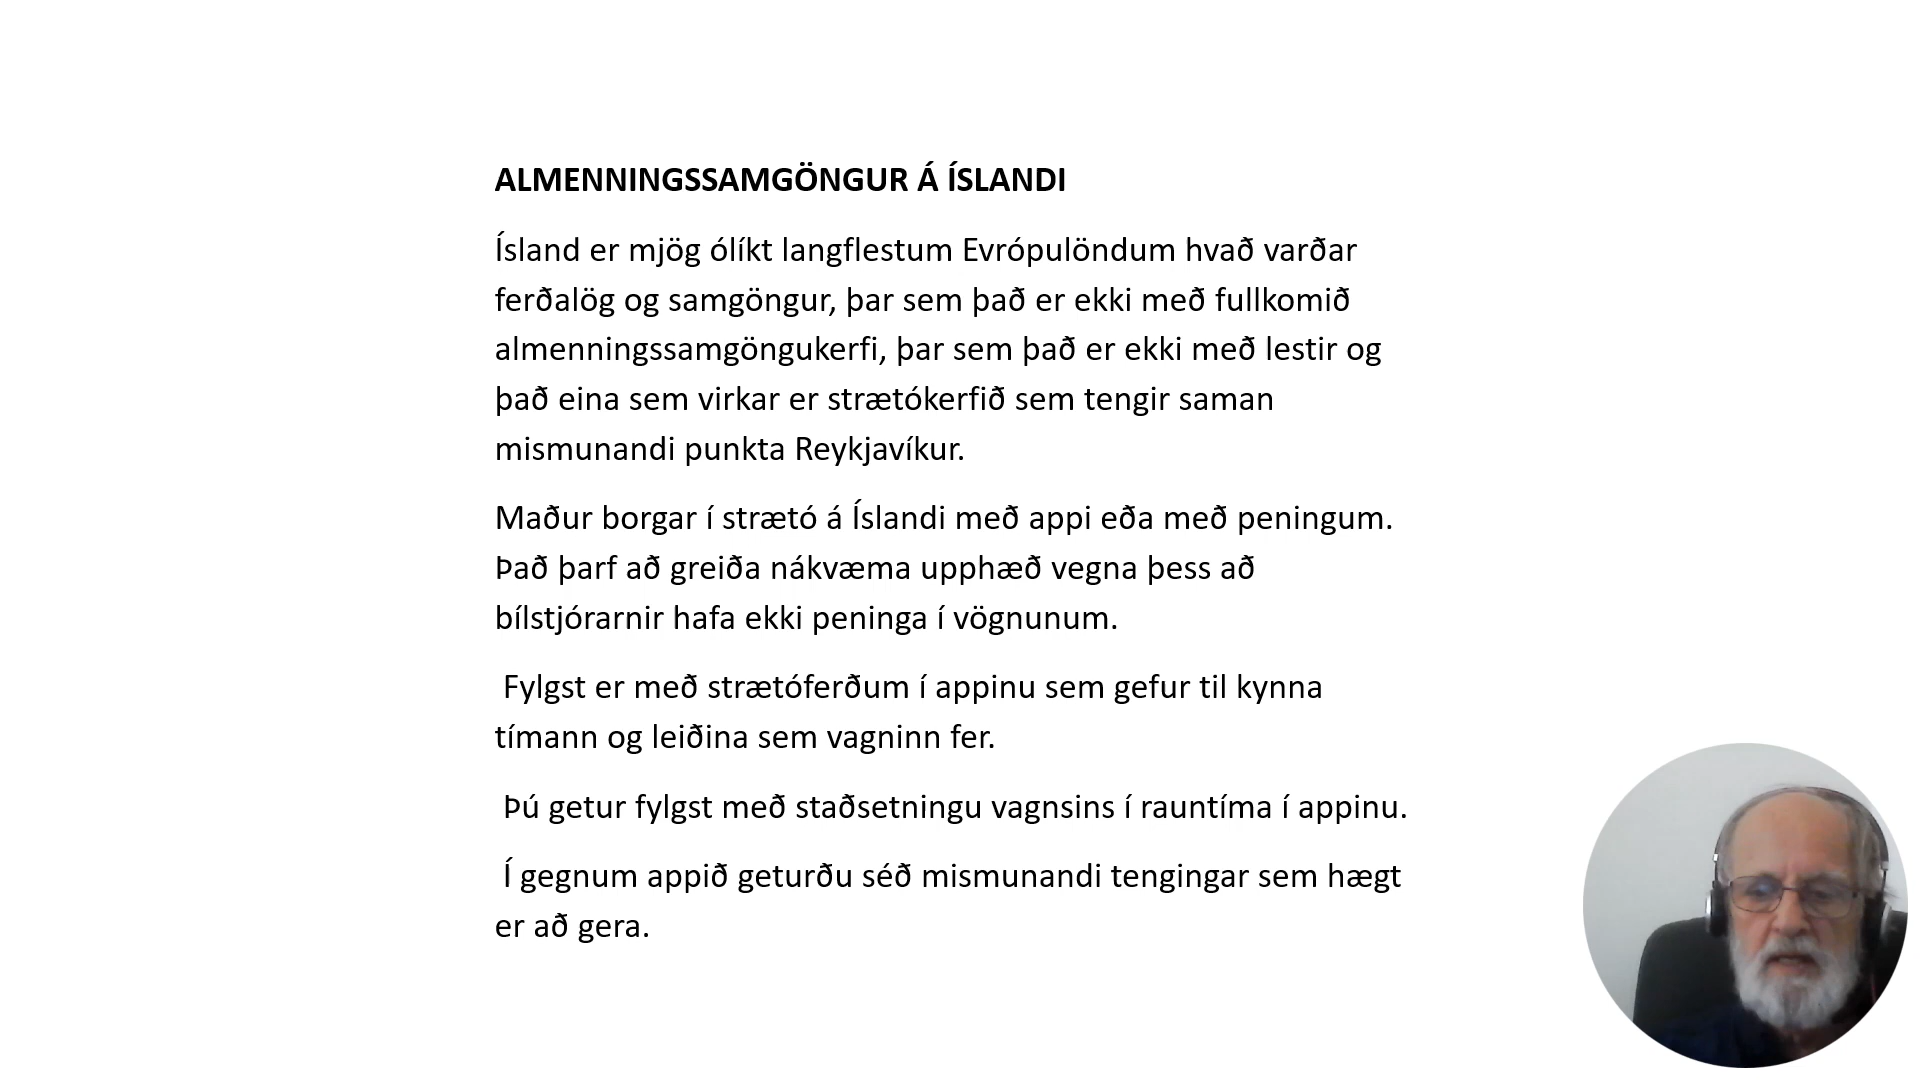 ALMENNINGSSAMGÖNGUR Á ÍSLANDI
Ísland er mjög ólíkt langflestum Evrópulöndum hvað varðar
ferðalög og samgöngur, þar sem það er ekki með fullkomið
almenningssamgöngukerfi, þar sem það er ekki með lestir og
það eina sem virkar er strætókerfið sem tengir saman
mismunandi punkta Reykjavíkur.
Maður borgar í strætó á Íslandi með appi eða með peningum.
Það þarf að greiða nákvæma upphæð vegna þess að
bílstjórarnir hafa ekki peninga í vögnunum.
Fylgst er með strætóferðum í appinu sem gefur til kynna
tímann og leiðina sem vagninn fer.
Þú getur fylgst með staðsetningu vagnsins í rauntíma í appinu.
Í gegnum appið geturðu séð mismunandi tengingar sem hægt
er að gera.